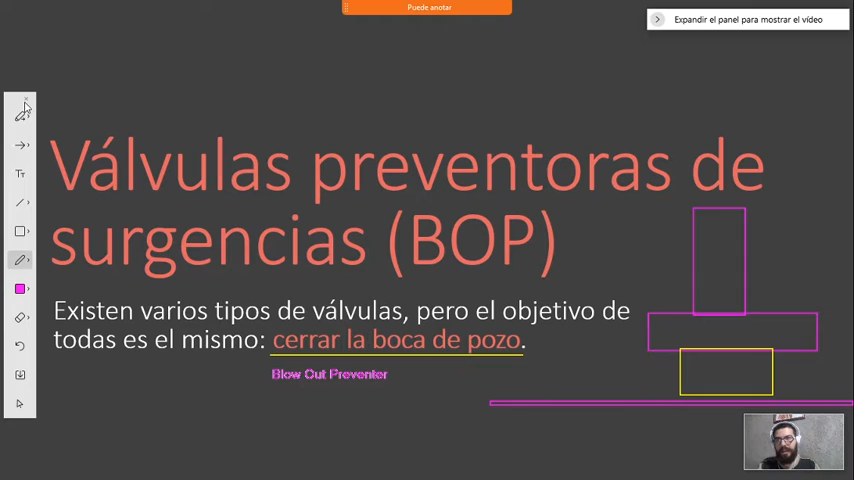 Puede anotar
Expandir el panel para mostrar el vídeo
Válvulas preventoras de
surgencias (BOP)
Existen varios tipos de válvulas, pero el objetivo de
todas es el mismo: cerrar la boca de pozo.
Blow Out Preventer